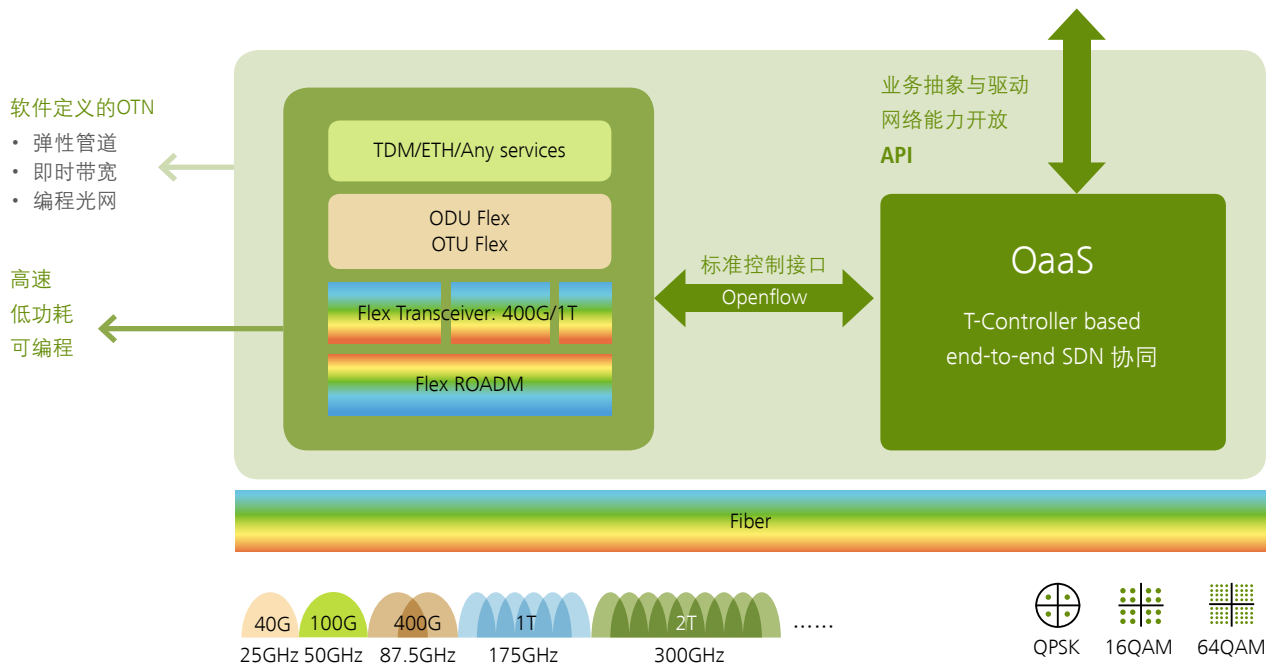 软件定义的OTN
• 弹性管道
• 即时带宽
• 编程光网
高速
低功耗
可编程
TDM/ETH/Any services
ODU Flex
OTU Flex
Flex Transceiver: 400G/1T
Flex ROADM
标准控制接口
Openflow
业务抽象与驱动
网络能力开放
API
OaaS
T-Controller based
end-to-end SDN 协同
Fiber
40G 100G 400G 1T 2T ……
25GHz 50GHz 87.5GHz 175GHz 300GHz
QPSK 16QAM 64QAM